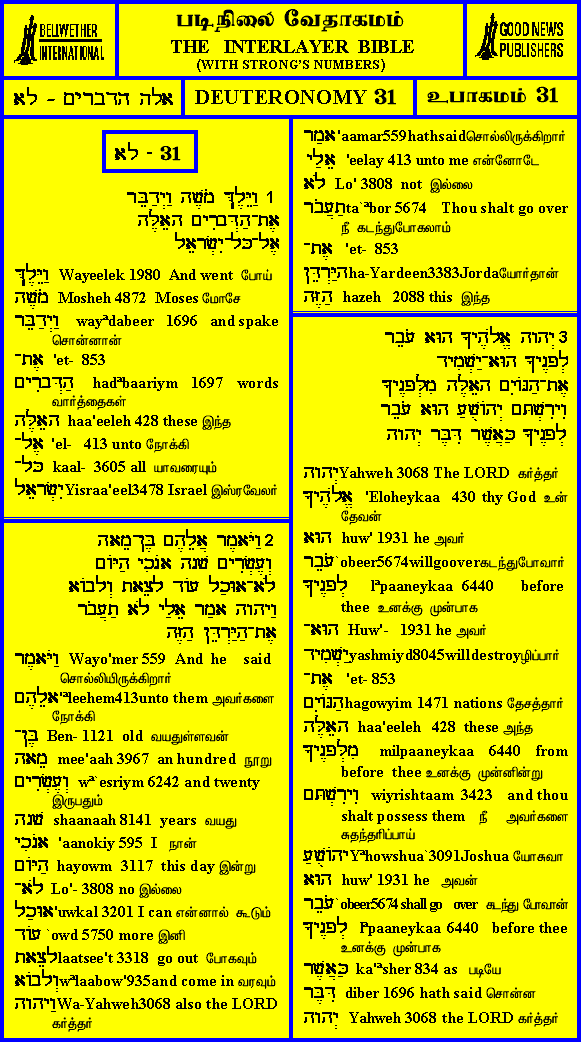 BELLWETHER
INTERNATIONAL
படிநிலை வேதாகமம்
THE INTERLAYER BIBLE
(WITH STRONG'S NUMBERS)
GOOD NEWS
PUBLISHERS
אלה הדברים - לא
DEUTERONOMY 31
உபாகமம் 31
לא - 31
1 וַיֵּלֶךְ מֹשֶׁה וַיְדַבֵּר
אֶת־הַדְּבָרִים הָאֵלֶּה
אֶל־כָּל־יִשְׂרָאֵל
וַיֵּלֶךְ Wayeelek 1980 And went போய்
מֹשֶׁה Mosheh 4872 Moses மோசே
וַיְדַבֵּר wayªdabeer 1696 and spake
சொன்னான்
אֶת־ 'et- 853
הַדְּבָרִים hadªbaariym 1697 words
வார்த்தைகள்
הָאֵלֶּה haa'eeleh 428 these இந்த
אֶל־ 'el- 413 unto நோக்கி
כָּל־ kaal- 3605 all யாவரையும்
יִשְׂרָאֵל Yisraa'eel3478 Israel இஸ்ரவேலர்
2 וַיֹּאמֶר אֲלֵהֶם בֶּן־מֵאָה
וְעֶשְׂרִים שָׁנָה אָנֹכִי הַיּוֹם
לֹא־אוּכַל עוֹד לָצֵאת וְלָבוֹא
וַיהוָה אָמַר אֵלַי לֹא תַעֲבֹר
אֶת־הַיַּרְדֵּן הַזֶּה
וַיֹּאמֶר Wayo'mer 559 And he said
சொல்லியிருக்கிறார்
אֲלֵהֶם 'ªleehem413unto them அவர்களை
நோக்கி
בֶּן־ Ben- 1121 old வயதுள்ளவன்
מֵאָה mee'aah 3967 an hundred நூறு
וְעֶשְׂרִים wª`esriym 6242 and twenty
இருபதும்
שָׁנָה shaanaah 8141 years வயது
אָנֹכִי 'aanokiy 595 I நான்
הַיּוֹם hayowm 3117 this day இன்று
לֹא־ Lo'- 3808 no இல்லை
אוּכַל 'uwkal 3201 I can என்னால் கூடும்
עוֹד `owd 5750 more இனி
לָצֵאת laatsee't 3318 go out போகவும்
וְלָבוֹא wªlaabow'935and come in வரவும்
וַיהוָה Wa-Yahweh3068 also the LORD
கர்த்தர்
אָמַר 'aamar559hathsaidசொல்லிருக்கிறார்
אֵלַי 'eelay 413 unto me என்னோடே
לֹא Lo' 3808 not இல்லை
תַעֲבֹר ta`ªbor 5674 Thou shalt go over
நீ கடந்துபோகலாம்
אֶת־ 'et- 853
הַיַּרְדֵּן ha-Yardeen3383Jordaயோர்தான்
הַזֶּה hazeh 2088 this இந்த
3 יְהוָה אֱלֹהֶיךָ הוּא עֹבֵר
לְפָנֶיךָ הוּא־יַשְׁמִיד
אֶת־הַגּוֹיִם הָאֵלֶּה מִלְּפָנֶיךָ
וִירִשְׁתָּם יְהוֹשֻׁעַ הוּא עֹבֵר
לְפָנֶיךָ כַּאֲשֶׁר דִּבֶּר יְהוָה
יְהוָה Yahweh 3068 The LORD கர்த்தர்
אֱלֹהֶיךָ 'Eloheykaa 430 thy God உன்
தேவன்
הוּא huw' 1931 he அவர்
עֹבֵר `obeer5674willgooverகடந்துபோவார்
לְפָנֶיךָ lªpaaneykaa 6440 before
thee உனக்கு முன்பாக
הוּא־ Huw'- 1931 he அவர்
יַשְׁמִיד yashmiyd8045willdestroyழிப்பார்
אֶת־ 'et- 853
הַגּוֹיִם hagowyim 1471 nations தேசத்தார்
הָאֵלֶּה haa'eeleh 428 these அந்த
מִלְּפָנֶיךָ milpaaneykaa 6440 from
before thee உனக்கு முன்னின்று
וִירִשְׁתָּם wiyrishtaam 3423 and thou
shalt possess them நீ அவர்களை
சுதந்தரிப்பாய்
יְהוֹשֻׁעַ Yªhowshua`3091Joshua யோசுவா
הוּא huw' 1931 he அவன்
עֹבֵר `obeer5674 shall go over கடந்து போவான்
לְפָנֶיךָ lªpaaneykaa 6440 before thee
உனக்கு முன்பாக
כַּאֲשֶׁר ka'ªsher 834 as படியே
דִּבֶּר diber 1696 hath said சொன்ன
יְהוָה Yahweh 3068 the LORD கர்த்தர்